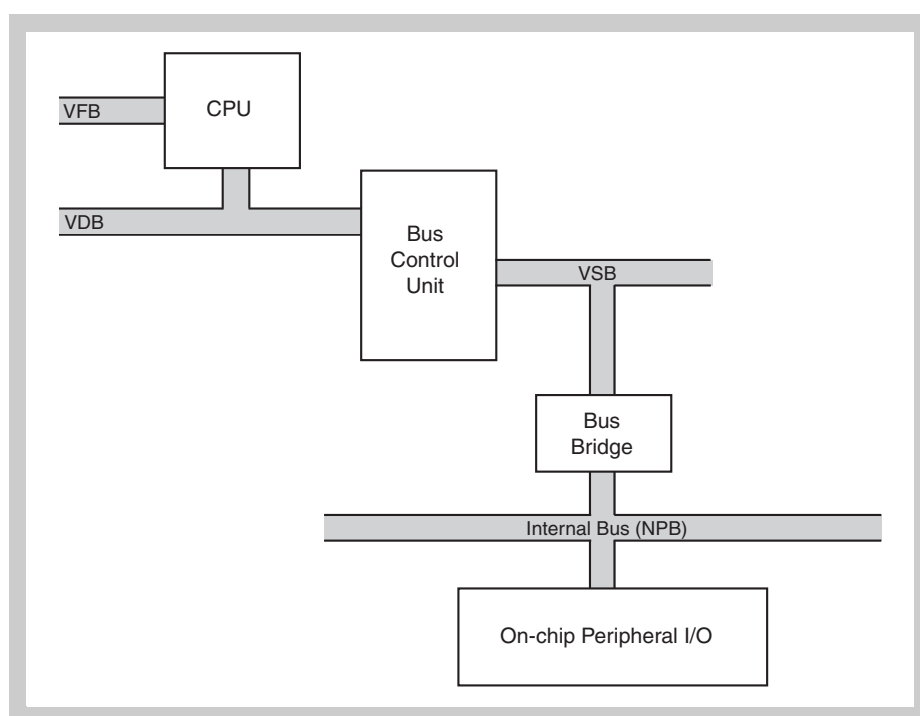 CPU
VFB
VDB
Bus
Control
Unit
VSB
Bus
Bridge
Internal Bus (NPB)
On-chip Peripheral I/O